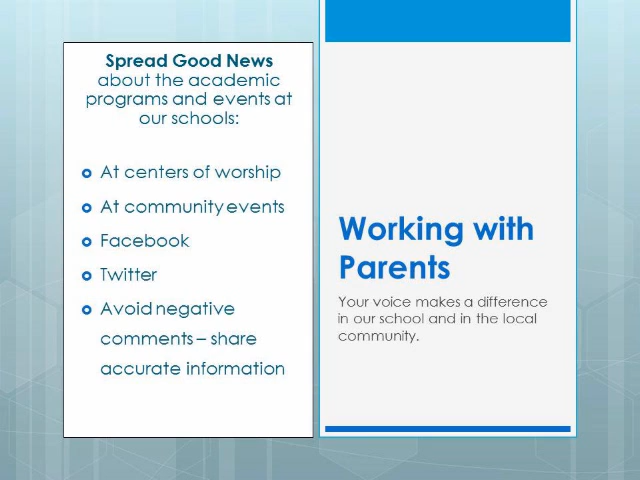 Spread Good News
about the academic
programs and events at
our schools:
At centers of worship
At community events
Facebook
Twitter
Avoid negative
comments – share
accurate information
Working with
Parents
Your voice makes a difference
in our school and in the local
community.